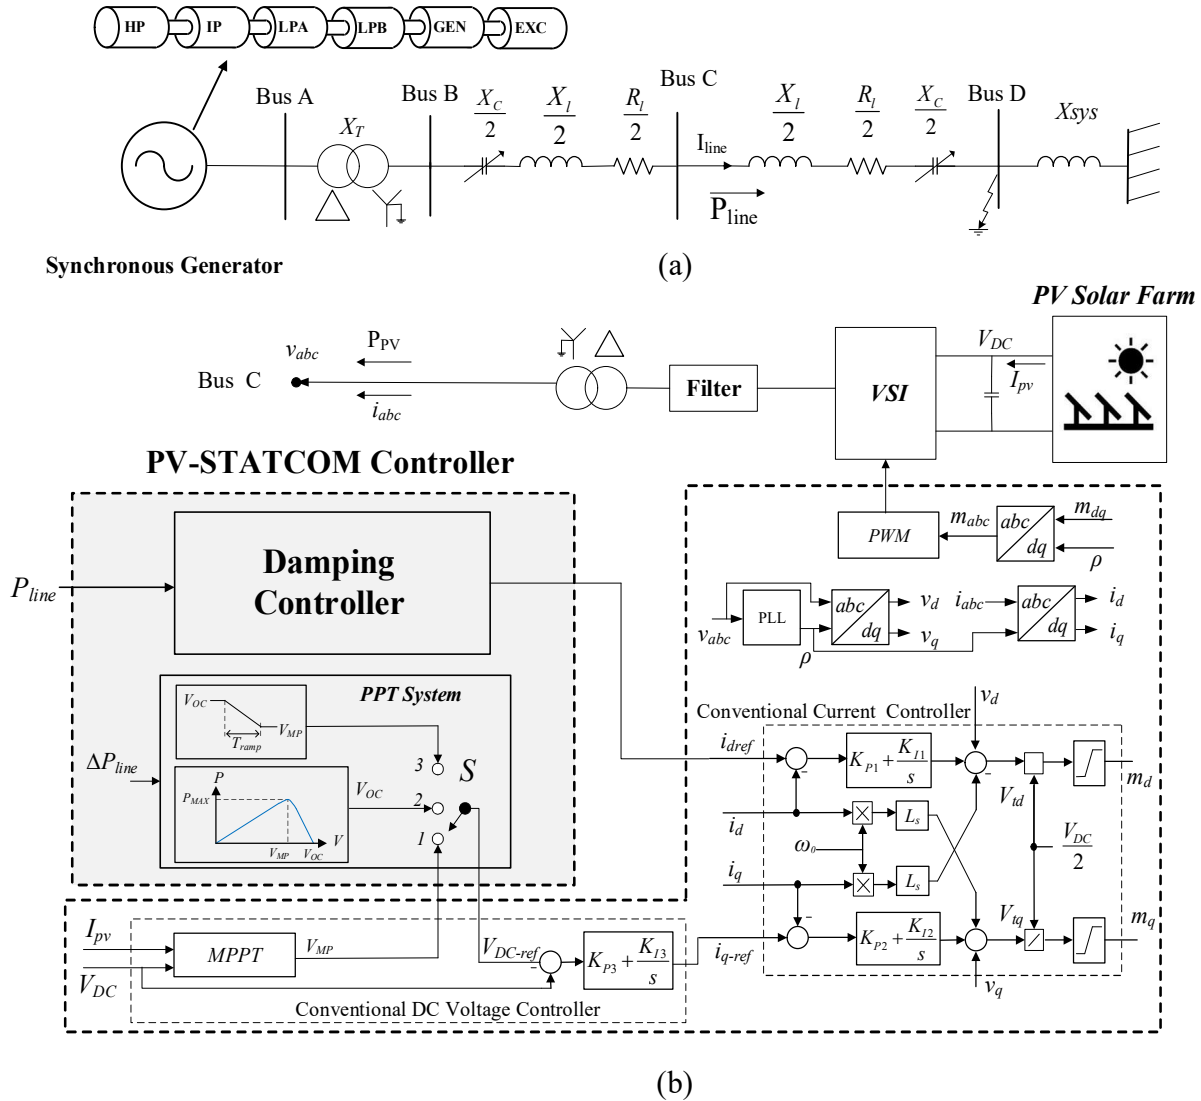 HP IP LPA LPB GEN EXC
Bus A
X_T
Bus B
X_C/2
X_l/2
R_l/2
Bus C
I_line
P_line
X_l/2
R_l/2
X_C/2
Bus D
Xsys
Synchronous Generator
(a)
PV Solar Farm
v_abc
Bus C
P_PV
i_abc
Filter
VSI
V_DC
I_pv
PV-STATCOM Controller
P_line
Damping
Controller
PWM
m_abc
abc
dq
m_dq
ρ
v_abc
PLL
ρ
abc
dq
v_d
v_q
i_abc
abc
dq
i_d
i_q
PPT System
V_OC
V_MP
T_ramp
ΔP_line
P
P_MAX
V_MP
V_OC
V
V_OC
3
2
1
S
Conventional Current Controller
v_d
i_dref
-
K_P1 + K_I1/s
-
V_td
m_d
i_d
×
L_s
ω_0
V_DC/2
i_q
×
L_s
-
V_tq
m_q
i_q-ref
K_P2 + K_I2/s
/
v_q
I_pv
V_DC
MPPT
V_MP
V_DC-ref
-
K_P3 + K_I3/s
Conventional DC Voltage Controller
(b)